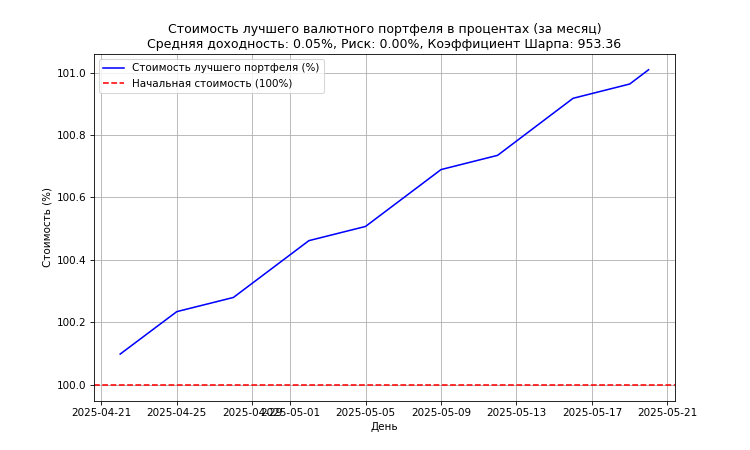 Стоимость лучшего валютного портфеля в процентах (за месяц)
Средняя доходность: 0.05%, Риск: 0.00%, Коэффициент Шарпа: 953.36
Стоимость лучшего портфеля (%)
Начальная стоимость (100%)
Стоимость (%)
101.0
100.8
100.6
100.4
100.2
100.0
2025-04-21 2025-04-25 2025-04-29 2025-05-01 2025-05-05 2025-05-09 2025-05-13 2025-05-17 2025-05-21
День